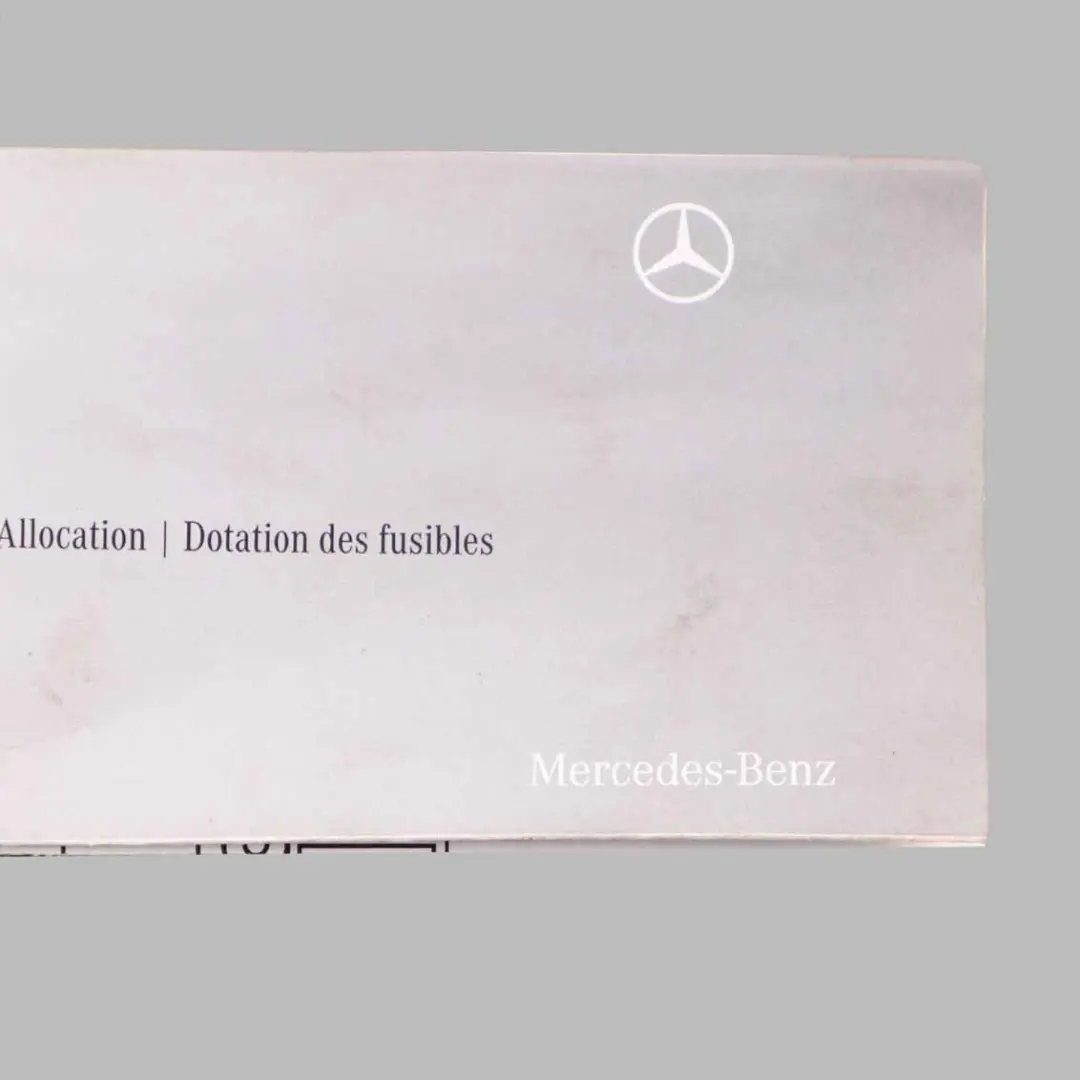 Allocation | Dotation des fusibles
Mercedes-Benz